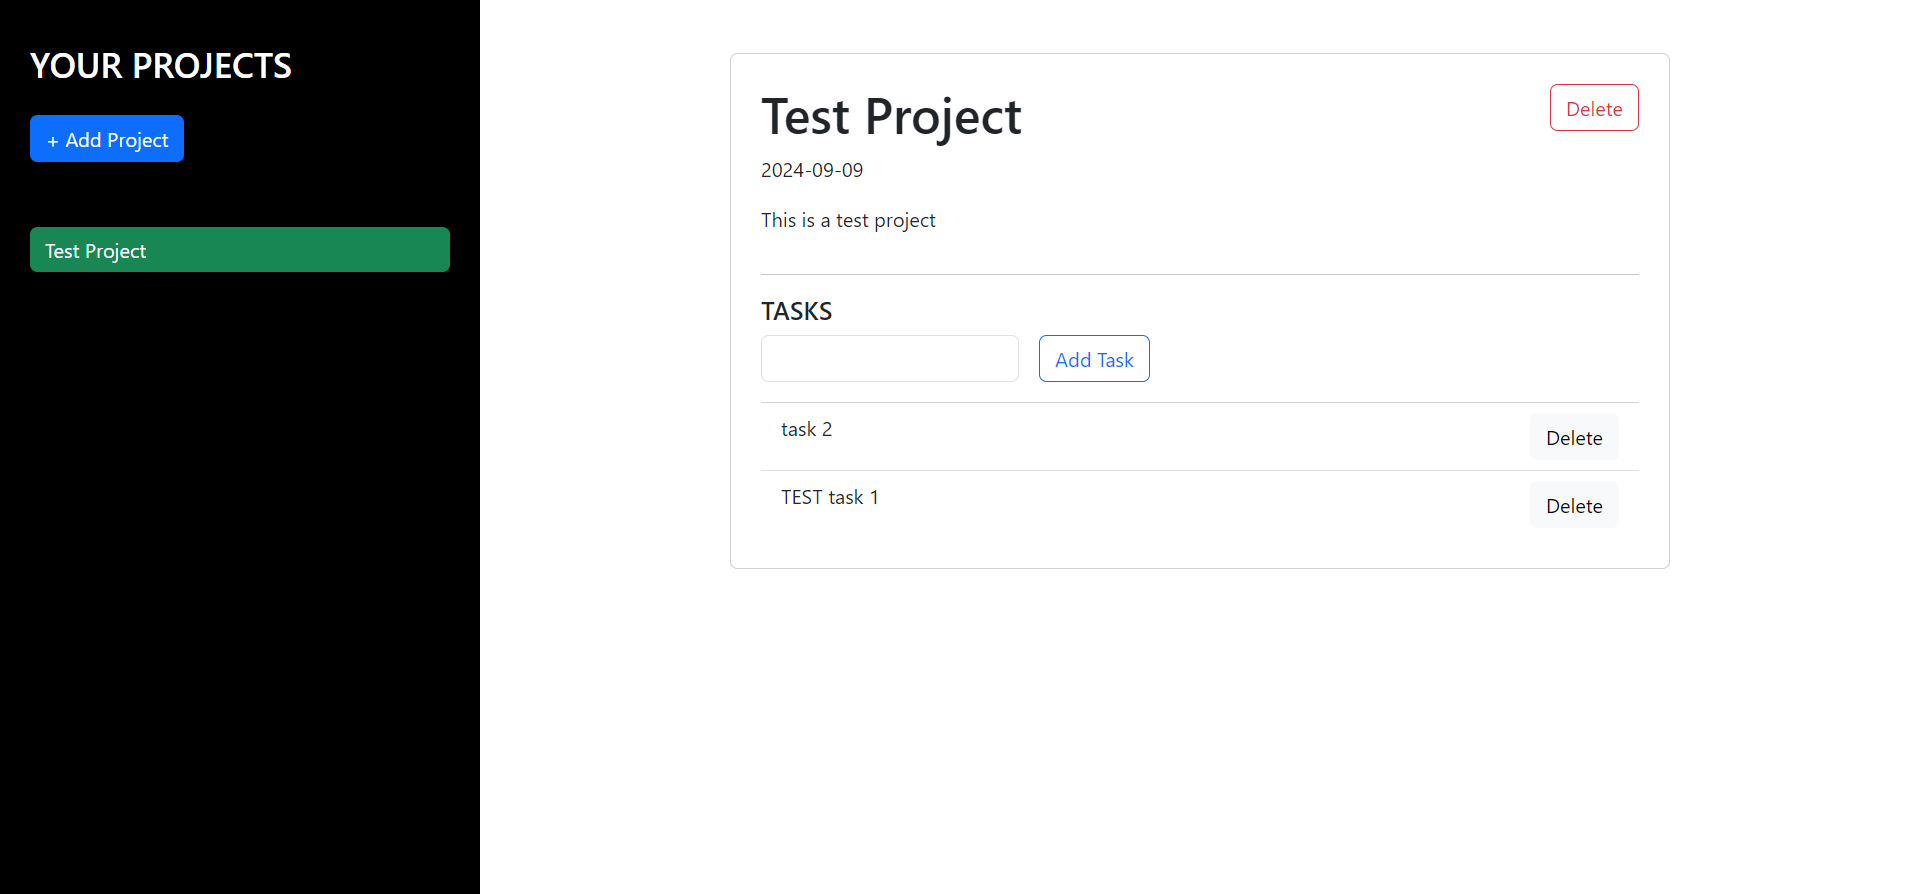 YOUR PROJECTS
+ Add Project
Test Project
Test Project
Delete
2024-09-09
This is a test project
TASKS
Add Task
task 2
Delete
TEST task 1
Delete